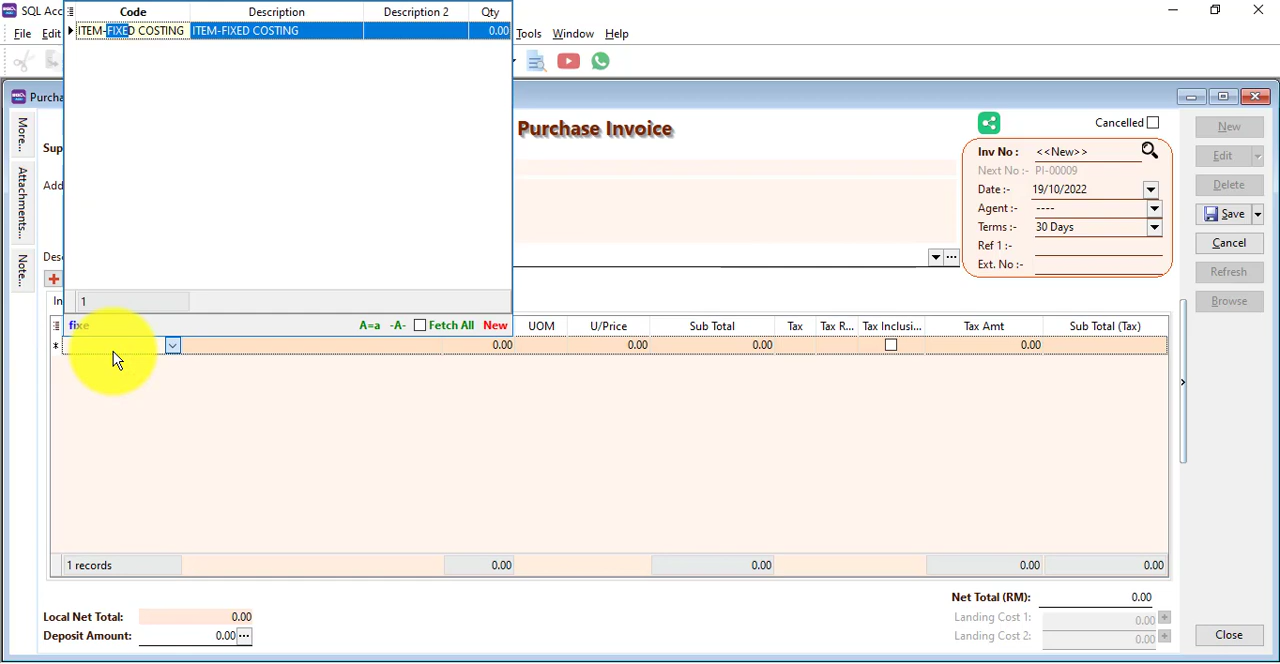 SQL Acc
File Edit Tools Window Help
Code Description Description 2 Qty
ITEM-FIXED COSTING ITEM-FIXED COSTING 0.00
1
fixe A=a -A- Fetch All New
Purcha
Purchase Invoice
Cancelled
More...
Attachments...
Note...
Sup
Add
Desc
In
Inv No : <<New>>
Next No :- PI-00009
Date :- 19/10/2022
Agent :- ----
Terms :- 30 Days
Ref 1 :-
Ext. No :-
New
Edit
Delete
Save
Cancel
Refresh
Browse
UOM U/Price Sub Total Tax Tax R... Tax Inclusi... Tax Amt Sub Total (Tax)
* 0.00 0.00 0.00 0.00
1 records 0.00 0.00 0.00 0.00
Local Net Total: 0.00
Deposit Amount: 0.00
Net Total (RM): 0.00
Landing Cost 1: 0.00
Landing Cost 2: 0.00
Close